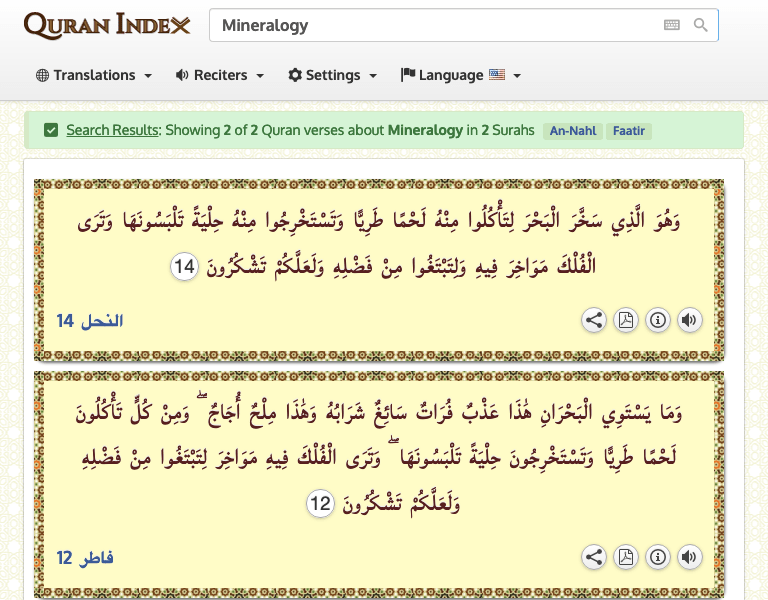 QURAN INDEX
Mineralogy
Translations Reciters Settings Language
Search Results: Showing 2 of 2 Quran verses about Mineralogy in 2 Surahs An-Nahl Faatir
وَهُوَ الَّذِي سَخَّرَ الْبَحْرَ لِتَأْكُلُوا مِنْهُ لَحْمًا طَرِيًّا وَتَسْتَخْرِجُوا مِنْهُ حِلْيَةً تَلْبَسُونَهَا وَتَرَى
الْفُلْكَ مَوَاخِرَ فِيهِ وَلِتَبْتَغُوا مِنْ فَضْلِهِ وَلَعَلَّكُمْ تَشْكُرُونَ 14
النحل 14
وَمَا يَسْتَوِي الْبَحْرَانِ هَٰذَا عَذْبٌ فُرَاتٌ سَائِغٌ شَرَابُهُ وَهَٰذَا مِلْحٌ أُجَاجٌ ۖ وَمِنْ كُلٍّ تَأْكُلُونَ
لَحْمًا طَرِيًّا وَتَسْتَخْرِجُونَ حِلْيَةً تَلْبَسُونَهَا ۖ وَتَرَى الْفُلْكَ فِيهِ مَوَاخِرَ لِتَبْتَغُوا مِنْ فَضْلِهِ
وَلَعَلَّكُمْ تَشْكُرُونَ 12
فاطر 12